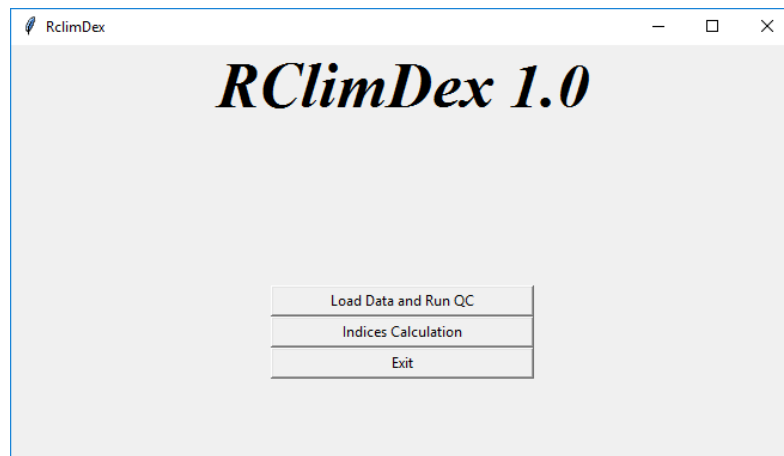 RclimDex
RClimDex 1.0
Load Data and Run QC
Indices Calculation
Exit